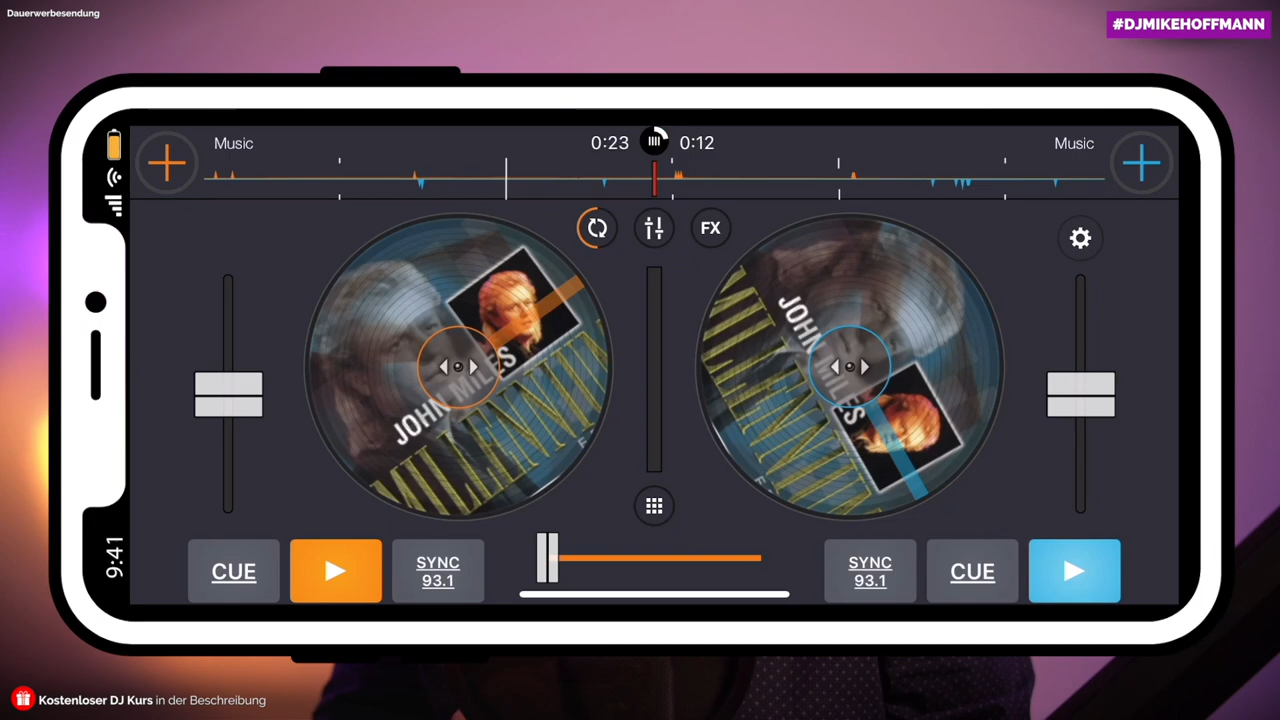 Dauerwerbesendung
#DJMIKEHOFFMANN
Music
0:23
0:12
Music
FX
JOHN MILES
JOHN MILES
9:41
CUE
SYNC
93.1
SYNC
93.1
CUE
Kostenloser DJ Kurs in der Beschreibung